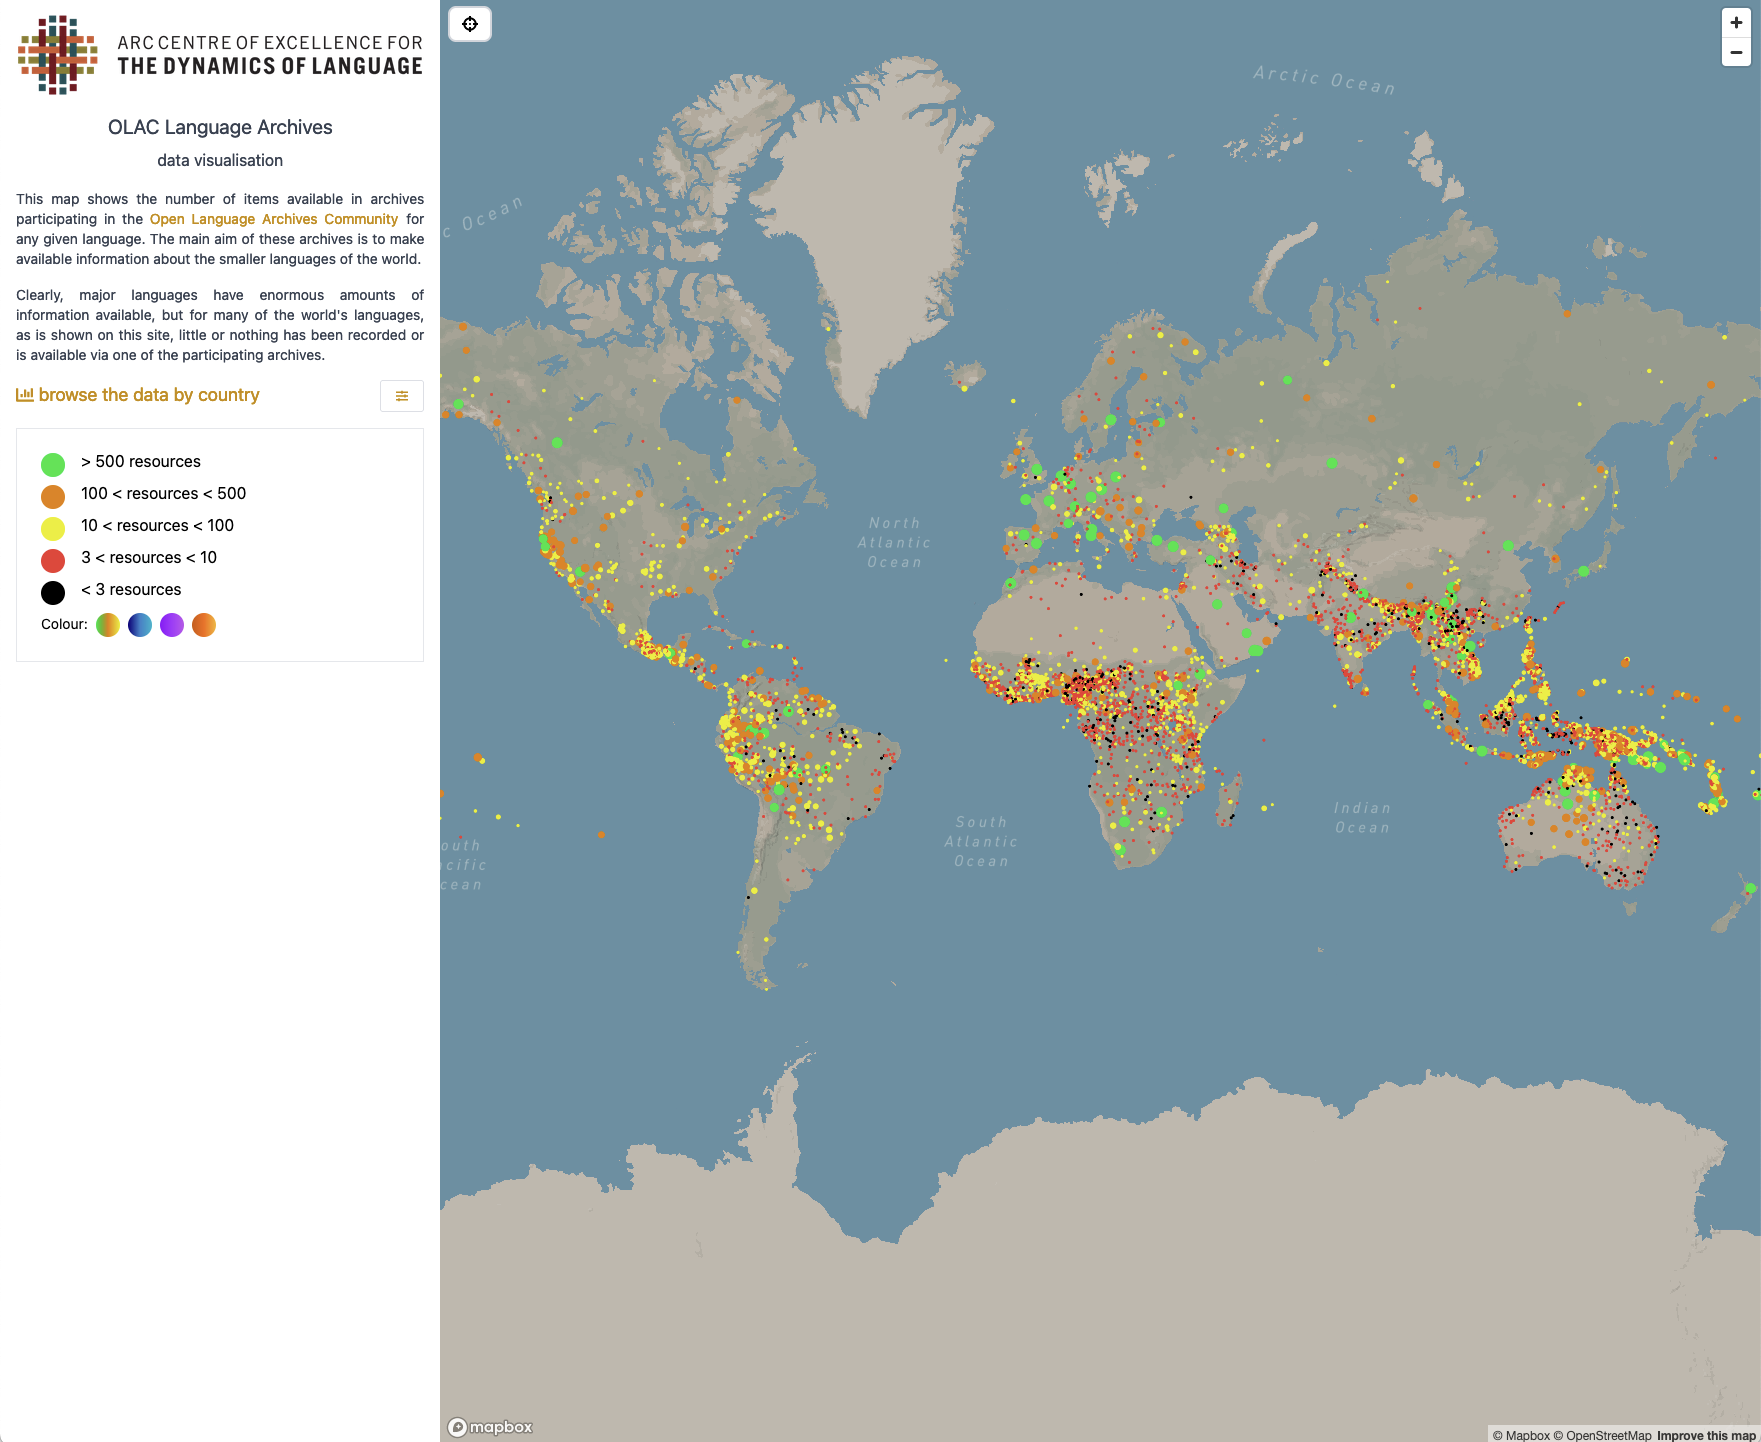 ARC CENTRE OF EXCELLENCE FOR
THE DYNAMICS OF LANGUAGE
OLAC Language Archives
data visualisation
This map shows the number of items available in archives
participating in the Open Language Archives Community for
any given language. The main aim of these archives is to make
available information about the smaller languages of the world.
Clearly, major languages have enormous amounts of
information available, but for many of the world's languages,
as is shown on this site, little or nothing has been recorded or
is available via one of the participating archives.
browse the data by country
> 500 resources
100 < resources < 500
10 < resources < 100
3 < resources < 10
< 3 resources
Colour:
+
−
Arctic Ocean
c Ocean
North
Atlantic
Ocean
South
Atlantic
Ocean
Indian
Ocean
outh
cific
cean
mapbox
© Mapbox © OpenStreetMap Improve this map